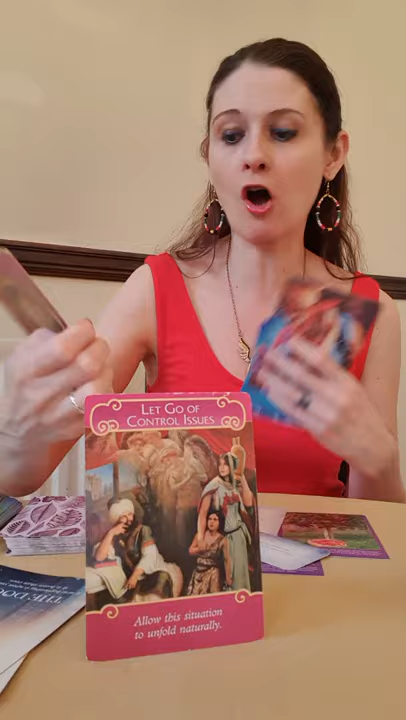 LET GO OF
CONTROL ISSUES
Allow this situation
to unfold naturally.